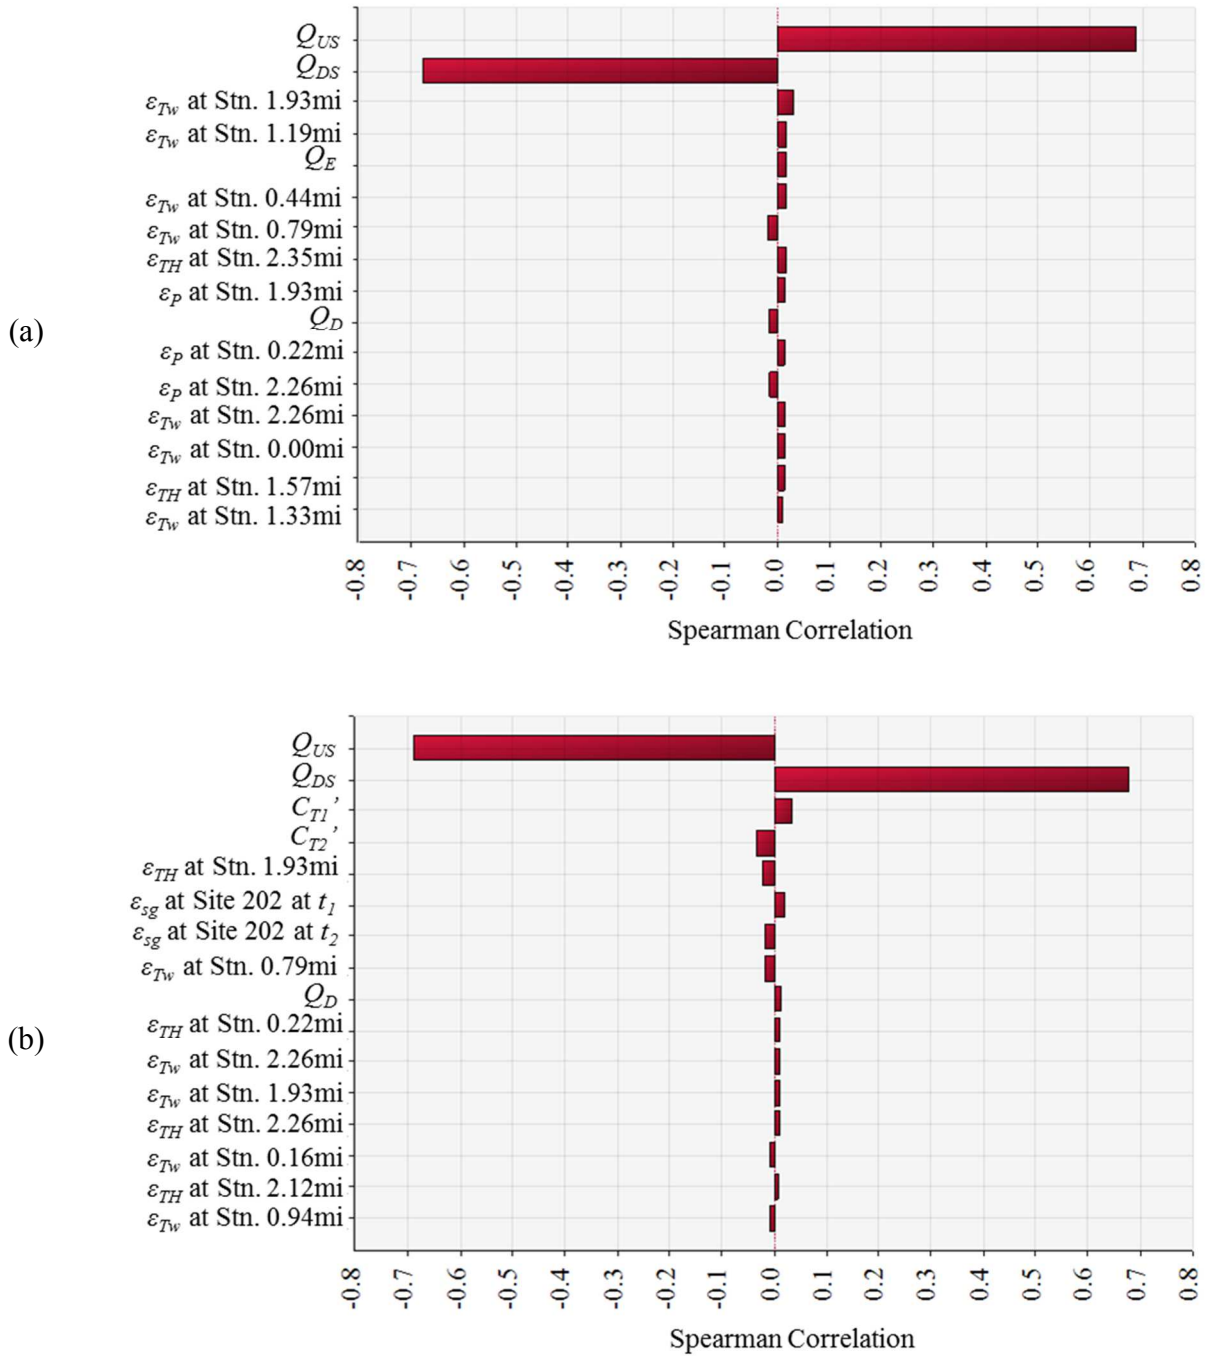 Q_US
Q_DS
ε_Tw at Stn. 1.93mi
ε_Tw at Stn. 1.19mi
Q_E
ε_Tw at Stn. 0.44mi
ε_Tw at Stn. 0.79mi
ε_TH at Stn. 2.35mi
ε_P at Stn. 1.93mi
(a)
Q_D
ε_P at Stn. 0.22mi
ε_P at Stn. 2.26mi
ε_Tw at Stn. 2.26mi
ε_Tw at Stn. 0.00mi
ε_TH at Stn. 1.57mi
ε_Tw at Stn. 1.33mi
-0.8 -0.7 -0.6 -0.5 -0.4 -0.3 -0.2 -0.1 0.0 0.1 0.2 0.3 0.4 0.5 0.6 0.7 0.8
Spearman Correlation
Q_US
Q_DS
C_T1’
C_T2’
ε_TH at Stn. 1.93mi
ε_sg at Site 202 at t_1
ε_sg at Site 202 at t_2
ε_Tw at Stn. 0.79mi
Q_D
ε_TH at Stn. 0.22mi
(b)
ε_Tw at Stn. 2.26mi
ε_Tw at Stn. 1.93mi
ε_TH at Stn. 2.26mi
ε_Tw at Stn. 0.16mi
ε_TH at Stn. 2.12mi
ε_Tw at Stn. 0.94mi
-0.8 -0.7 -0.6 -0.5 -0.4 -0.3 -0.2 -0.1 0.0 0.1 0.2 0.3 0.4 0.5 0.6 0.7 0.8
Spearman Correlation